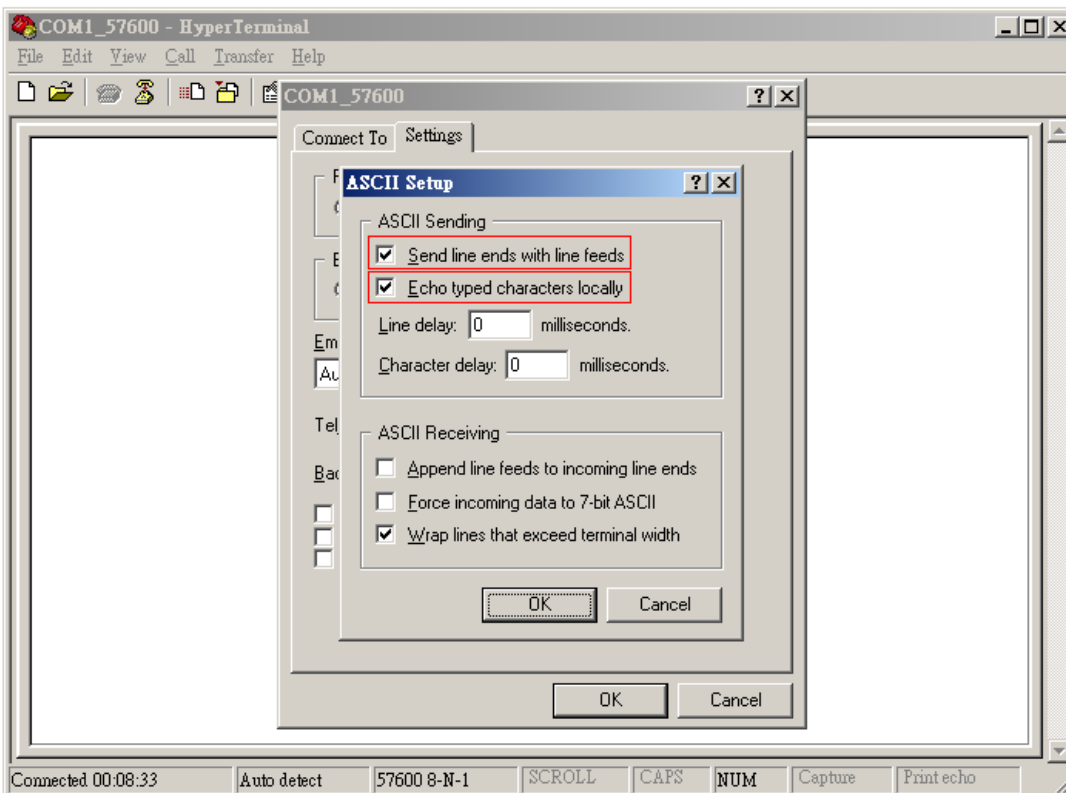 COM1_57600 - HyperTerminal
File Edit View Call Transfer Help
COM1_57600
Connect To Settings
ASCII Setup
ASCII Sending
Send line ends with line feeds
Echo typed characters locally
Line delay: 0 milliseconds.
Character delay: 0 milliseconds.
ASCII Receiving
Append line feeds to incoming line ends
Force incoming data to 7-bit ASCII
Wrap lines that exceed terminal width
OK Cancel
OK Cancel
Connected 00:08:33 Auto detect 57600 8-N-1 SCROLL CAPS NUM Capture Print echo